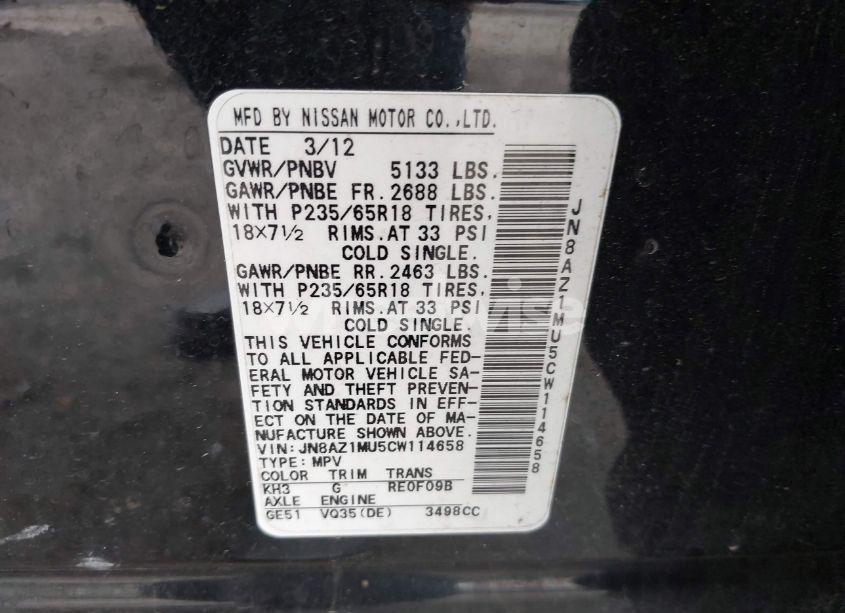 MFD BY NISSAN MOTOR CO.,LTD.
DATE 3/12
GVWR/PNBV 5133 LBS.
GAWR/PNBE FR.2688 LBS.
WITH P235/65R18 TIRES,
18×7½ RIMS.AT 33 PSI
COLD SINGLE.
GAWR/PNBE RR.2463 LBS.
WITH P235/65R18 TIRES,
18×7½ RIMS.AT 33 PSI
COLD SINGLE.
THIS VEHICLE CONFORMS
TO ALL APPLICABLE FED-
ERAL MOTOR VEHICLE SA-
FETY AND THEFT PREVEN-
TION STANDARDS IN EFF-
ECT ON THE DATE OF MA-
NUFACTURE SHOWN ABOVE.
VIN:JN8AZ1MU5CW114658
TYPE:MPV
COLOR TRIM TRANS
KH3 G RE0F09B
AXLE ENGINE
GE51 VQ35(DE) 3498CC
JN8AZ1MU5CW114658